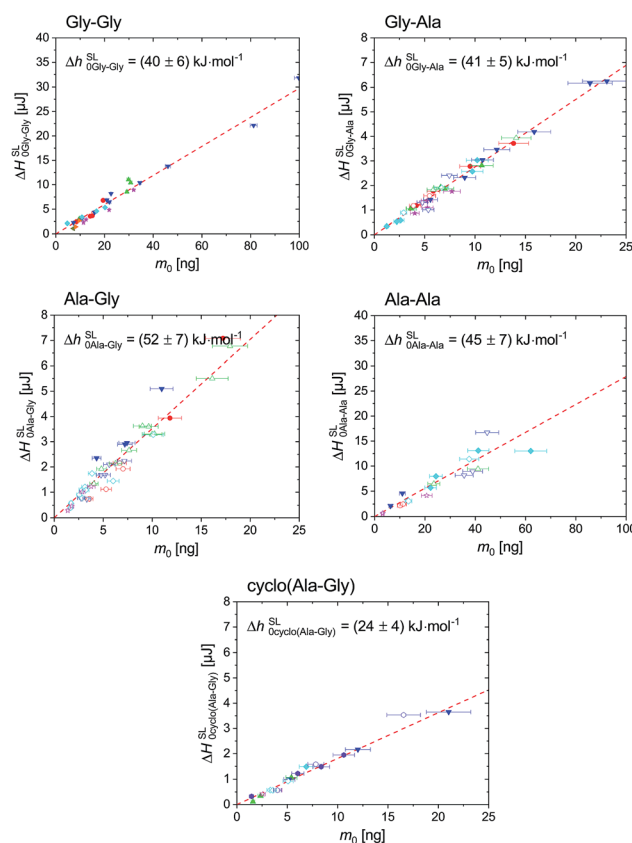 Gly-Gly
40
35
30
25
20
15
10
5
0
ΔH SL 0Gly-Gly [µJ]
Δh SL 0Gly-Gly = (40 ± 6) kJ·mol-1
0 20 40 60 80 100
m0 [ng]
Gly-Ala
7
6
5
4
3
2
1
0
ΔH SL 0Gly-Ala [µJ]
Δh SL 0Gly-Ala = (41 ± 5) kJ·mol-1
0 5 10 15 20 25
m0 [ng]
Ala-Gly
8
7
6
5
4
3
2
1
0
ΔH SL 0Ala-Gly [µJ]
Δh SL 0Ala-Gly = (52 ± 7) kJ·mol-1
0 5 10 15 20 25
m0 [ng]
Ala-Ala
40
35
30
25
20
15
10
5
0
ΔH SL 0Ala-Ala [µJ]
Δh SL 0Ala-Ala = (45 ± 7) kJ·mol-1
0 20 40 60 80 100
m0 [ng]
cyclo(Ala-Gly)
8
7
6
5
4
3
2
1
0
ΔH SL 0cyclo(Ala-Gly) [µJ]
Δh SL 0cyclo(Ala-Gly) = (24 ± 4) kJ·mol-1
0 5 10 15 20 25
m0 [ng]